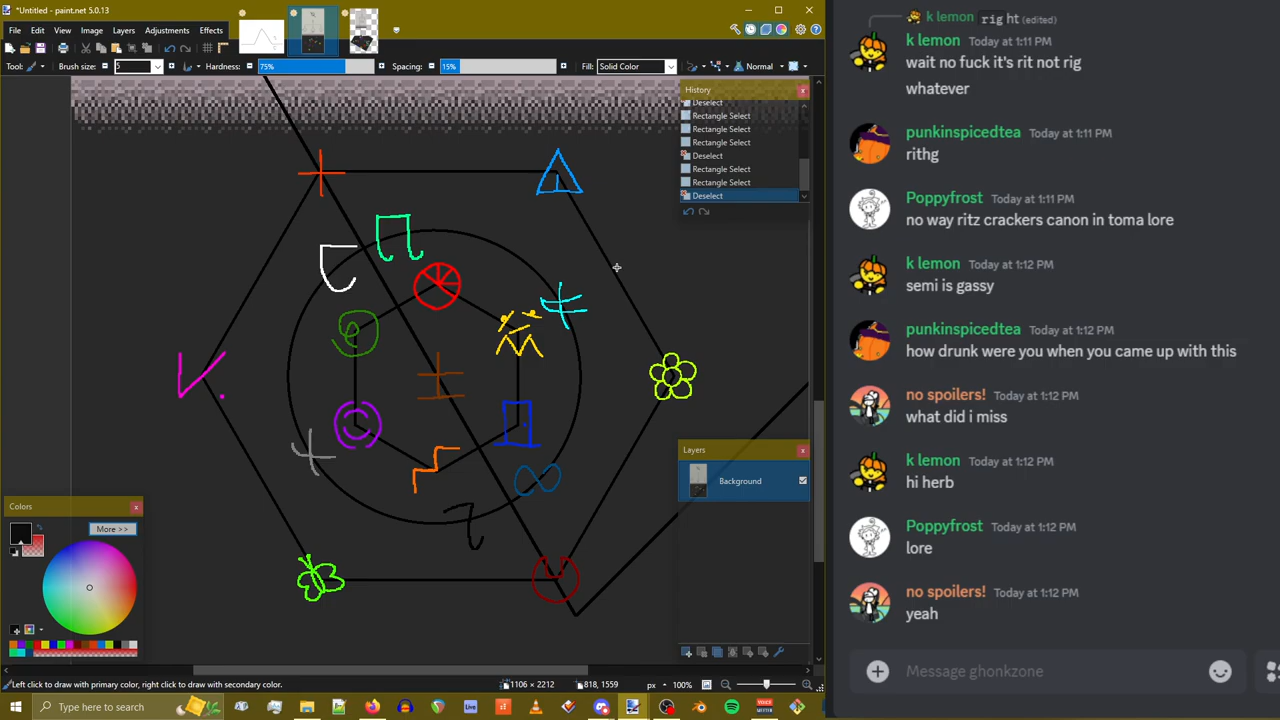 *Untitled - paint.net 5.0.13
File Edit View Image Layers Adjustments Effects
Tool: Brush size: 5 Hardness: 75% Spacing: 15% Fill: Solid Color Normal
History
Deselect
Rectangle Select
Rectangle Select
Rectangle Select
Deselect
Rectangle Select
Rectangle Select
Deselect
Layers
Background
Colors
More >>
Left click to draw with primary color, right click to draw with secondary color.
1106 × 2212
818, 1559
px
100%
Type here to search
k lemon rig ht (edited)
k lemon Today at 1:11 PM
wait no fuck it's rit not rig
whatever
punkinspicedtea Today at 1:11 PM
rithg
Poppyfrost Today at 1:11 PM
no way ritz crackers canon in toma lore
k lemon Today at 1:12 PM
semi is gassy
punkinspicedtea Today at 1:12 PM
how drunk were you when you came up with this
no spoilers! Today at 1:12 PM
what did i miss
k lemon Today at 1:12 PM
hi herb
Poppyfrost Today at 1:12 PM
lore
no spoilers! Today at 1:12 PM
yeah
Message ghonkzone